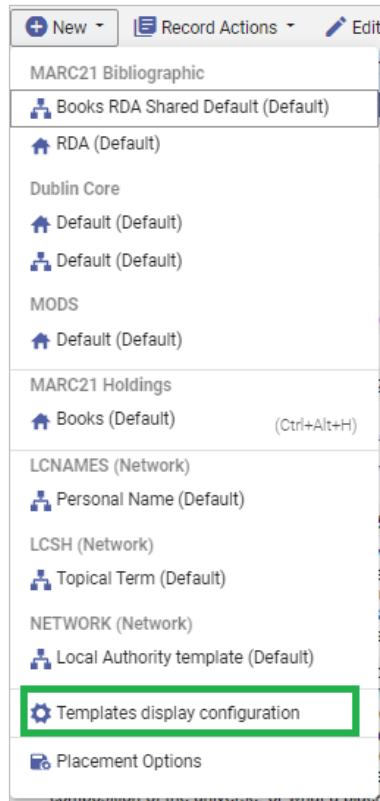 New Record Actions Edit
MARC21 Bibliographic
Books RDA Shared Default (Default)
RDA (Default)
Dublin Core
Default (Default)
Default (Default)
MODS
Default (Default)
MARC21 Holdings
Books (Default) (Ctrl+Alt+H)
LCNAMES (Network)
Personal Name (Default)
LCSH (Network)
Topical Term (Default)
NETWORK (Network)
Local Authority template (Default)
Templates display configuration
Placement Options